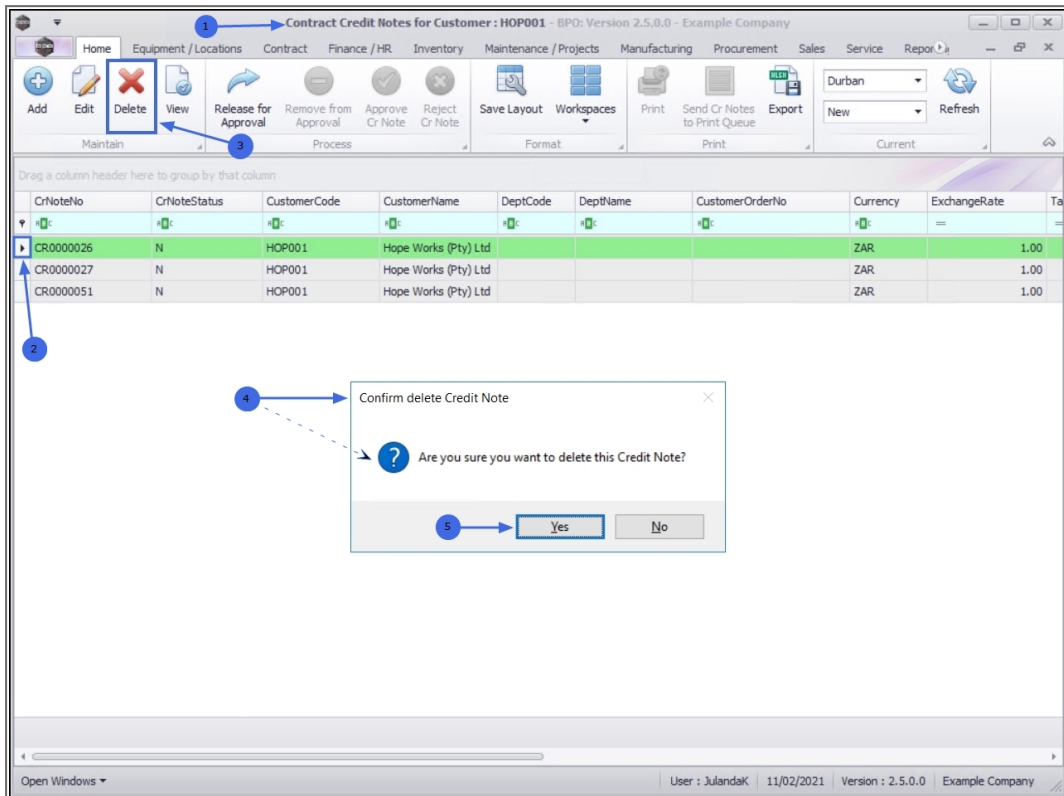 1
Contract Credit Notes for Customer : HOP001 - BPO: Version 2.5.0.0 - Example Company
Home Equipment / Locations Contract Finance / HR Inventory Maintenance / Projects Manufacturing Procurement Sales Service Repor
Add Edit Delete View Release for Approval Remove from Approval Approve Cr Note Reject Cr Note Save Layout Workspaces Print Send Cr Notes to Print Queue Export Durban New Refresh
Maintain 3 Process Format Print Current
Drag a column header here to group by that column
CrNoteNo CrNoteStatus CustomerCode CustomerName DeptCode DeptName CustomerOrderNo Currency ExchangeRate Ta
CR0000026 N HOP001 Hope Works (Pty) Ltd ZAR 1.00
CR0000027 N HOP001 Hope Works (Pty) Ltd ZAR 1.00
CR0000051 N HOP001 Hope Works (Pty) Ltd ZAR 1.00
2
4
Confirm delete Credit Note
Are you sure you want to delete this Credit Note?
5
Yes No
Open Windows User : JulandaK 11/02/2021 Version : 2.5.0.0 Example Company